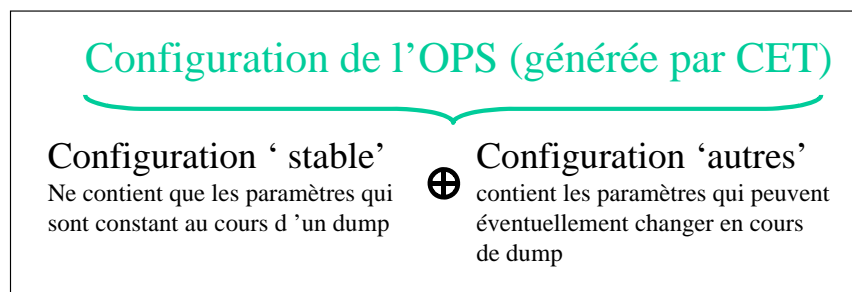 Configuration de l’OPS (générée par CET)
Configuration ‘ stable’
Ne contient que les paramètres qui
sont constant au cours d ’un dump
⊕
Configuration ‘autres’
contient les paramètres qui peuvent
éventuellement changer en cours
de dump